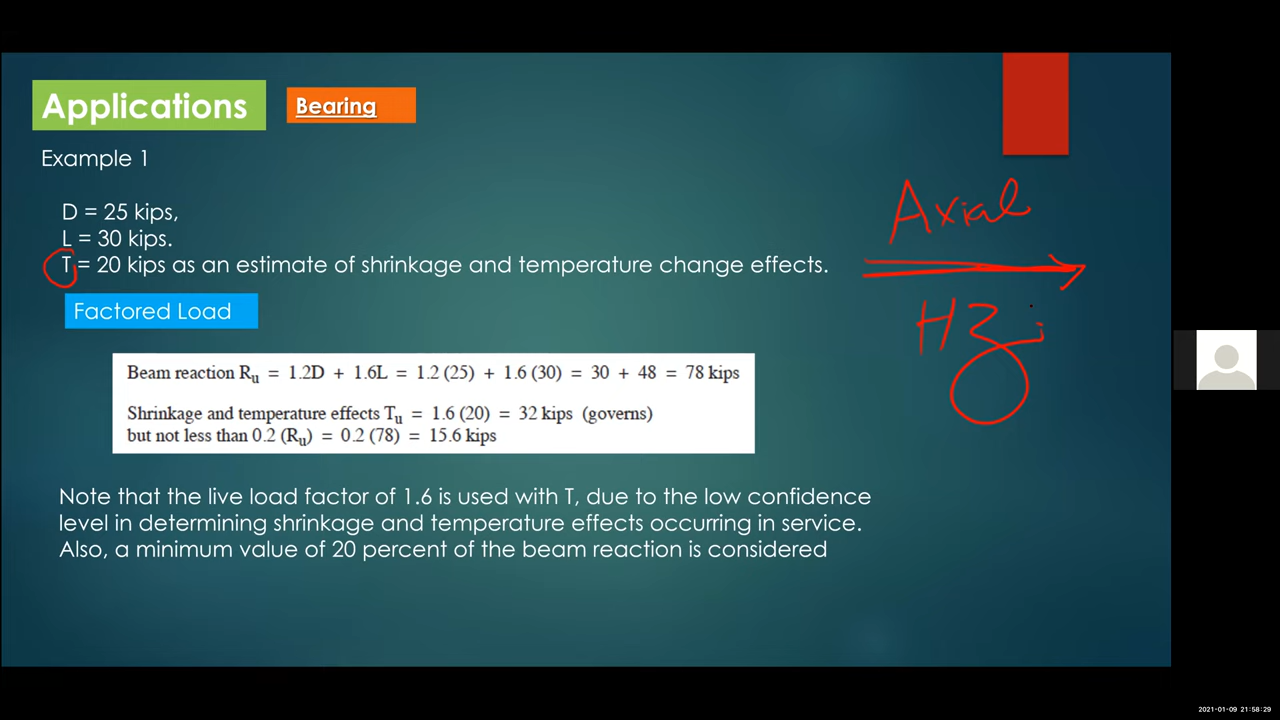 Applications
Bearing
Example 1
D = 25 kips,
L = 30 kips.
T = 20 kips as an estimate of shrinkage and temperature change effects.
Axial
Factored Load
Beam reaction Ru = 1.2D + 1.6L = 1.2 (25) + 1.6 (30) = 30 + 48 = 78 kips
Shrinkage and temperature effects Tu = 1.6 (20) = 32 kips (governs)
but not less than 0.2 (Ru) = 0.2 (78) = 15.6 kips
Note that the live load factor of 1.6 is used with T, due to the low confidence
level in determining shrinkage and temperature effects occurring in service.
Also, a minimum value of 20 percent of the beam reaction is considered
2021-01-09 21:58:29